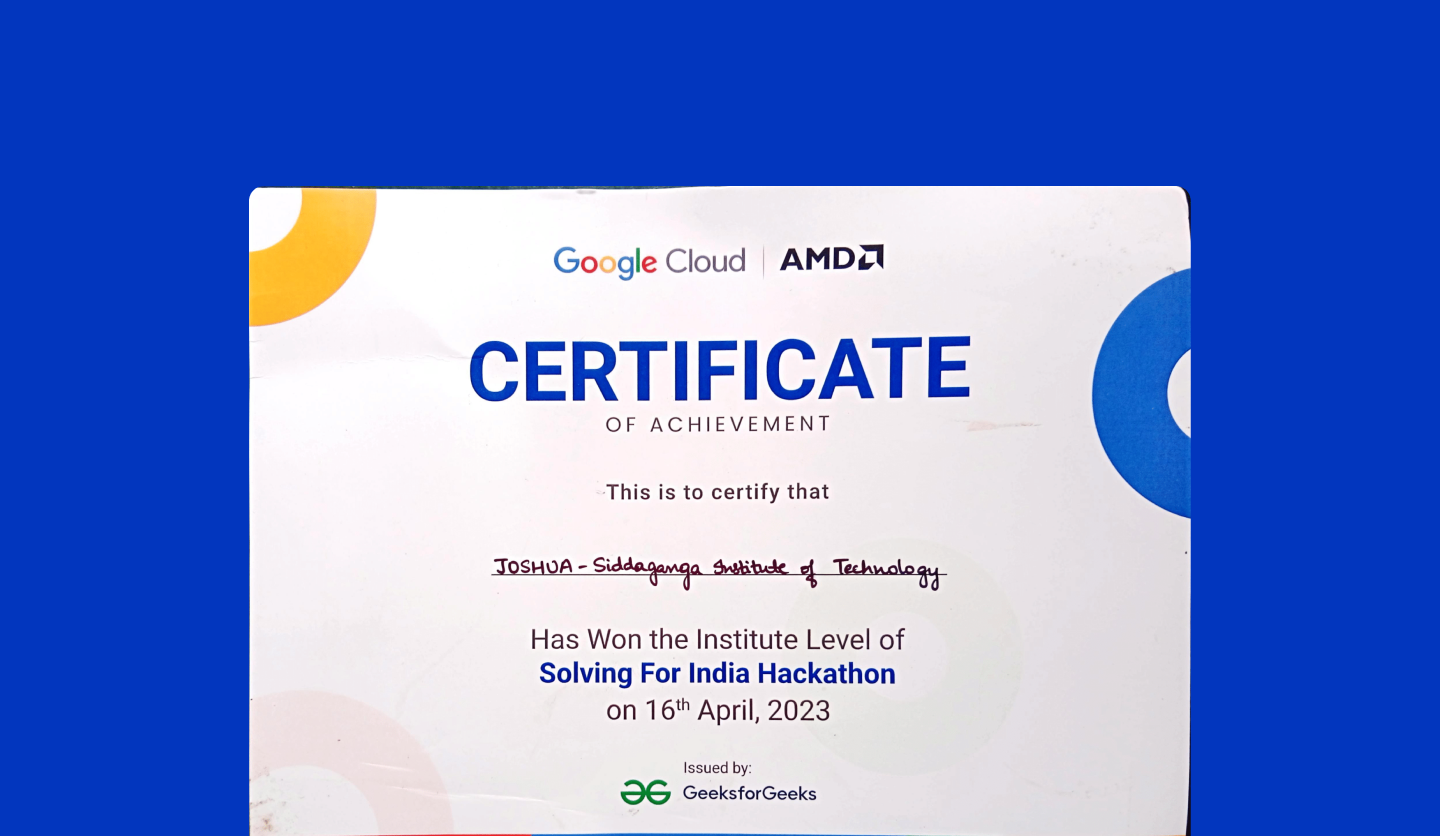 Google Cloud | AMD
CERTIFICATE
OF ACHIEVEMENT
This is to certify that
JOSHUA - Siddaganga Institute of Technology
Has Won the Institute Level of
Solving For India Hackathon
on 16th April, 2023
Issued by:
GeeksforGeeks